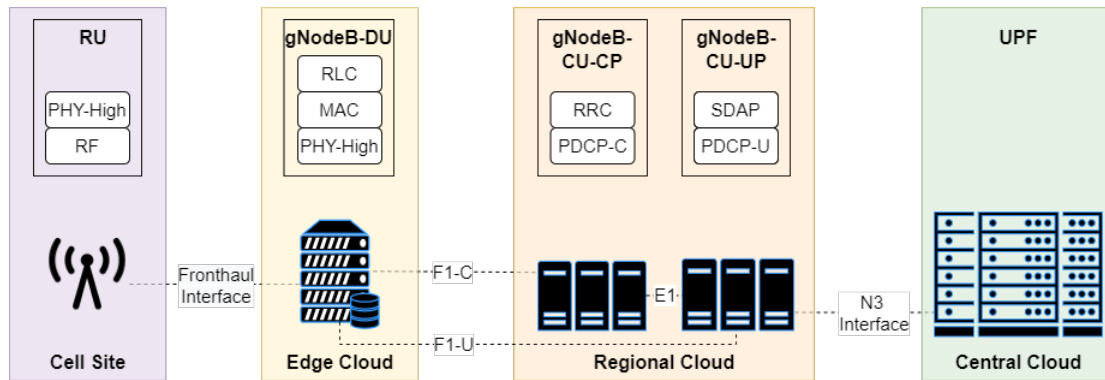 RU
PHY-High
RF
Cell Site
gNodeB-DU
RLC
MAC
PHY-High
Edge Cloud
gNodeB-
CU-CP
RRC
PDCP-C
gNodeB-
CU-UP
SDAP
PDCP-U
Regional Cloud
UPF
Central Cloud
Fronthaul
Interface
F1-C
F1-U
E1
N3
Interface